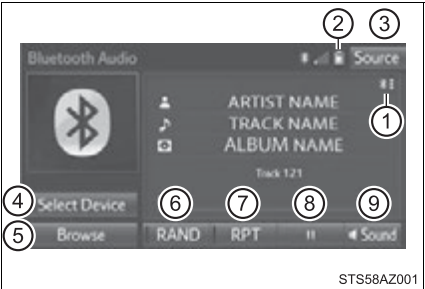 2 3
Bluetooth Audio Source
1
ARTIST NAME
TRACK NAME
ALBUM NAME
Track 121
4 Select Device 6 7 8 9
5 Browse RAND RPT Sound
STS58AZ001